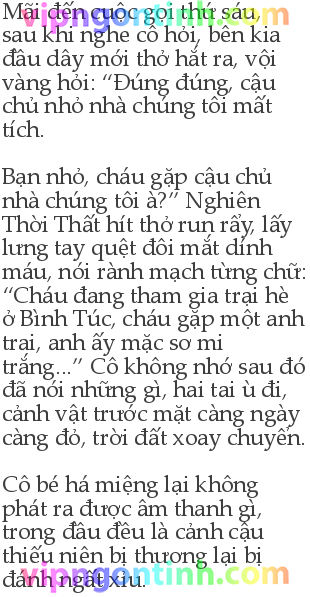 Mãi đến cuộc gọi thứ sáu,
sau khi nghe cô hỏi, bên kia
đầu dây mới thở hắt ra, vội
vàng hỏi: “Đúng đúng, cậu
chủ nhỏ nhà chúng tôi mất
tích.
Bạn nhỏ, cháu gặp cậu chủ
nhà chúng tôi à?” Nghiên
Thời Thất hít thở run rẩy, lấy
lưng tay quệt đôi mắt dính
máu, nói rành mạch từng chữ:
“Cháu đang tham gia trại hè
ở Bình Túc, cháu gặp một anh
trai, anh ấy mặc sơ mi
trắng...” Cô không nhớ sau đó
đã nói những gì, hai tai ù đi,
cảnh vật trước mặt càng ngày
càng đỏ, trời đất xoay chuyển.
Cô bé há miệng lại không
phát ra được âm thanh gì,
trong đầu đều là cảnh cậu
thiếu niên bị thương lại bị
đánh ngất xỉu.
vipngontinh.com
vipngontinh.com